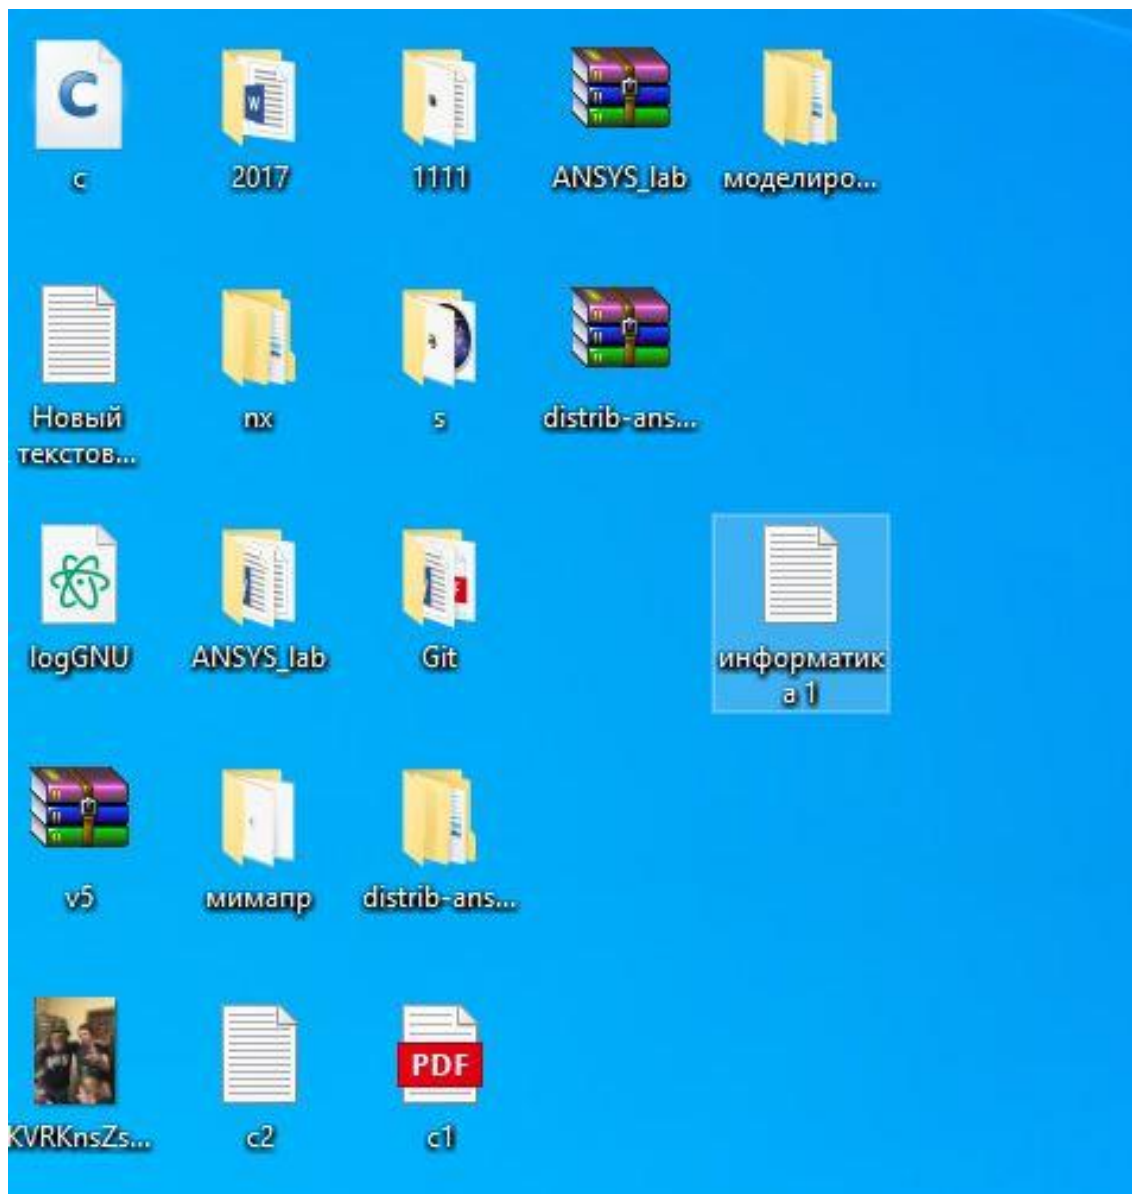 C
W
c
2017
1111
ANSYS_lab
моделиро...
Новый
текстов...
nx
s
distrib-ans...
logGNU
ANSYS_lab
Git
информатик
а 1
v5
мимапр
distrib-ans...
PDF
KVRKnsZs...
c2
c1